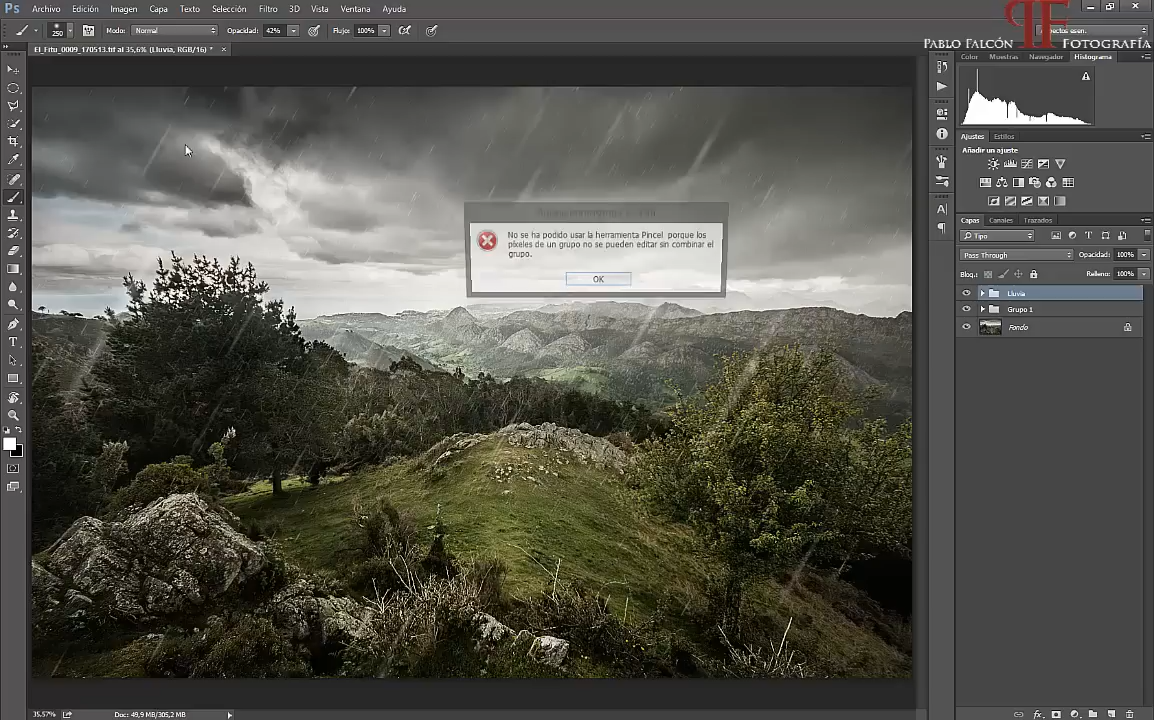 Ps Archivo Edición Imagen Capa Texto Selección Filtro 3D Vista Ventana Ayuda
250 Modo: Normal Opacidad: 42% Flujo: 100%
PABLO FALCÓN PF FOTOGRAFÍA
El_Fitu_0009_170513.tif al 35,6% (Lluvia, RGB/16) * ×
Color Muestras Navegador Histograma
Ajustes Estilos
Añadir un ajuste
No se ha podido usar la herramienta Pincel porque los
píxeles de un grupo no se pueden editar sin combinar el
grupo.
OK
Capas Canales Trazados
Tipo
Pass Through Opacidad: 100%
Bloq.: Relleno: 100%
Lluvia
Grupo 1
Fondo
35,57% Doc: 49,9 MB/305,2 MB